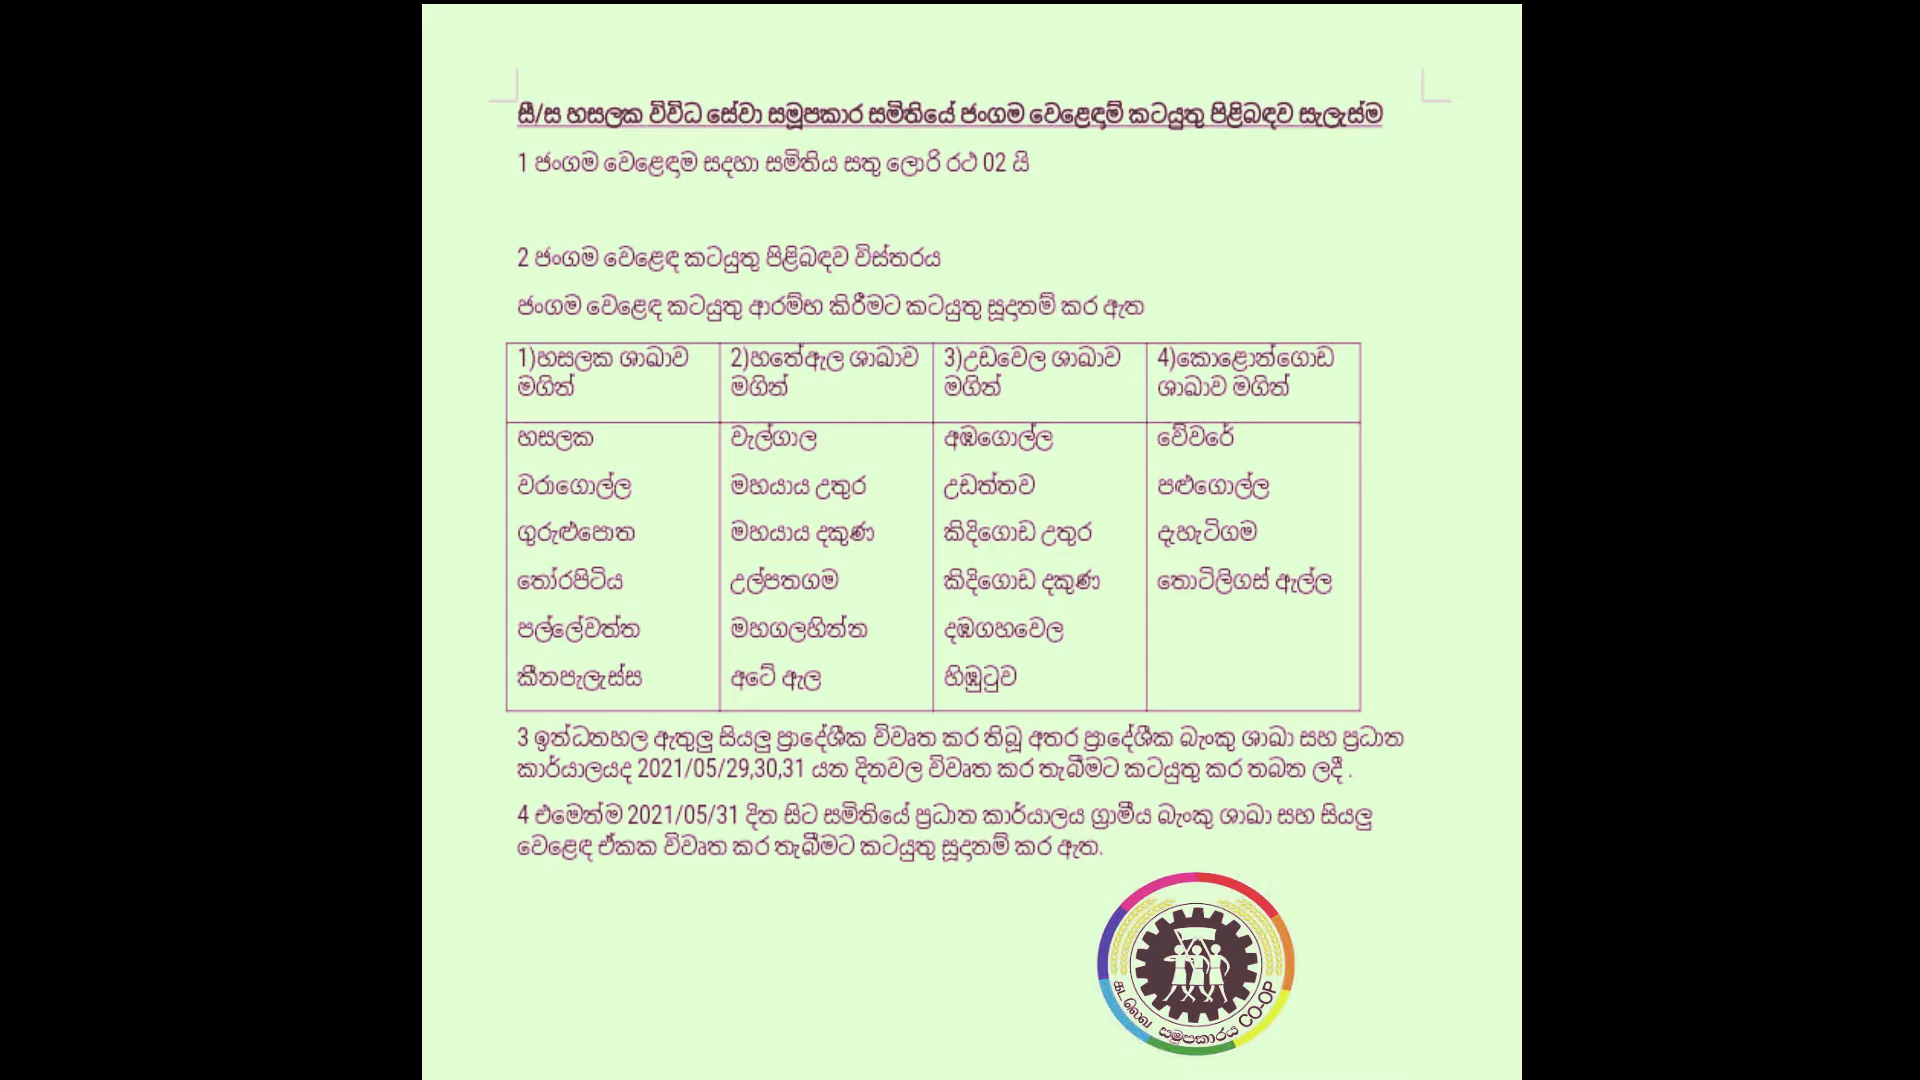 සී/ස හසලක විවිධ සේවා සමූපකාර සමිතියේ ජංගම වෙළෙඳාම් කටයුතු පිළිබඳව සැලැස්ම
1 ජංගම වෙළෙඳාම සඳහා සමිතිය සතු ලොරි රථ 02 යි
2 ජංගම වෙළෙඳ කටයුතු පිළිබඳව විස්තරය
ජංගම වෙළෙඳ කටයුතු ආරම්භ කිරීමට කටයුතු සූදානම් කර ඇත
1)හසලක ශාඛාව මගින්
2)හතේඇල ශාඛාව මගින්
3)උඩවෙල ශාඛාව මගින්
4)කොළොන්ගොඩ ශාඛාව මගින්
හසලක
වැල්ගාල
අඹගොල්ල
වේවරේ
වරාගොල්ල
මහයාය උතුර
උඩත්තව
පළුගොල්ල
ගුරුළුපොත
මහයාය දකුණ
කිදිගොඩ උතුර
දැහැටිගම
තෝරපිටිය
උල්පතගම
කිදිගොඩ දකුණ
තොටිලිගස් ඇල්ල
පල්ලේවත්ත
මහගලහින්න
දඹගහවෙල
කීනපැලැස්ස
අටේ ඇල
හිඹුටුව
3 ඉන්ධනහල ඇතුලු සියලු ප්‍රාදේශීක විවෘත කර තිබූ අතර ප්‍රාදේශීක බැංකු ශාඛා සහ ප්‍රධාන
කාර්යාලයද 2021/05/29,30,31 යන දිනවල විවෘත කර තැබීමට කටයුතු කර තබන ලදී .
4 එමෙන්ම 2021/05/31 දින සිට සමිතියේ ප්‍රධාන කාර්යාලය ග්‍රාමීය බැංකු ශාඛා සහ සියලු
වෙළෙඳ ඒකක විවෘත කර තැබීමට කටයුතු සූදානම් කර ඇත.
සමූපකාරය CO-OP